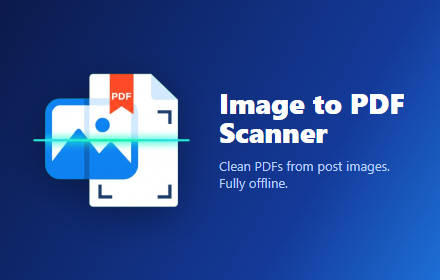 PDF
Image to PDF
Scanner
Clean PDFs from post images.
Fully offline.